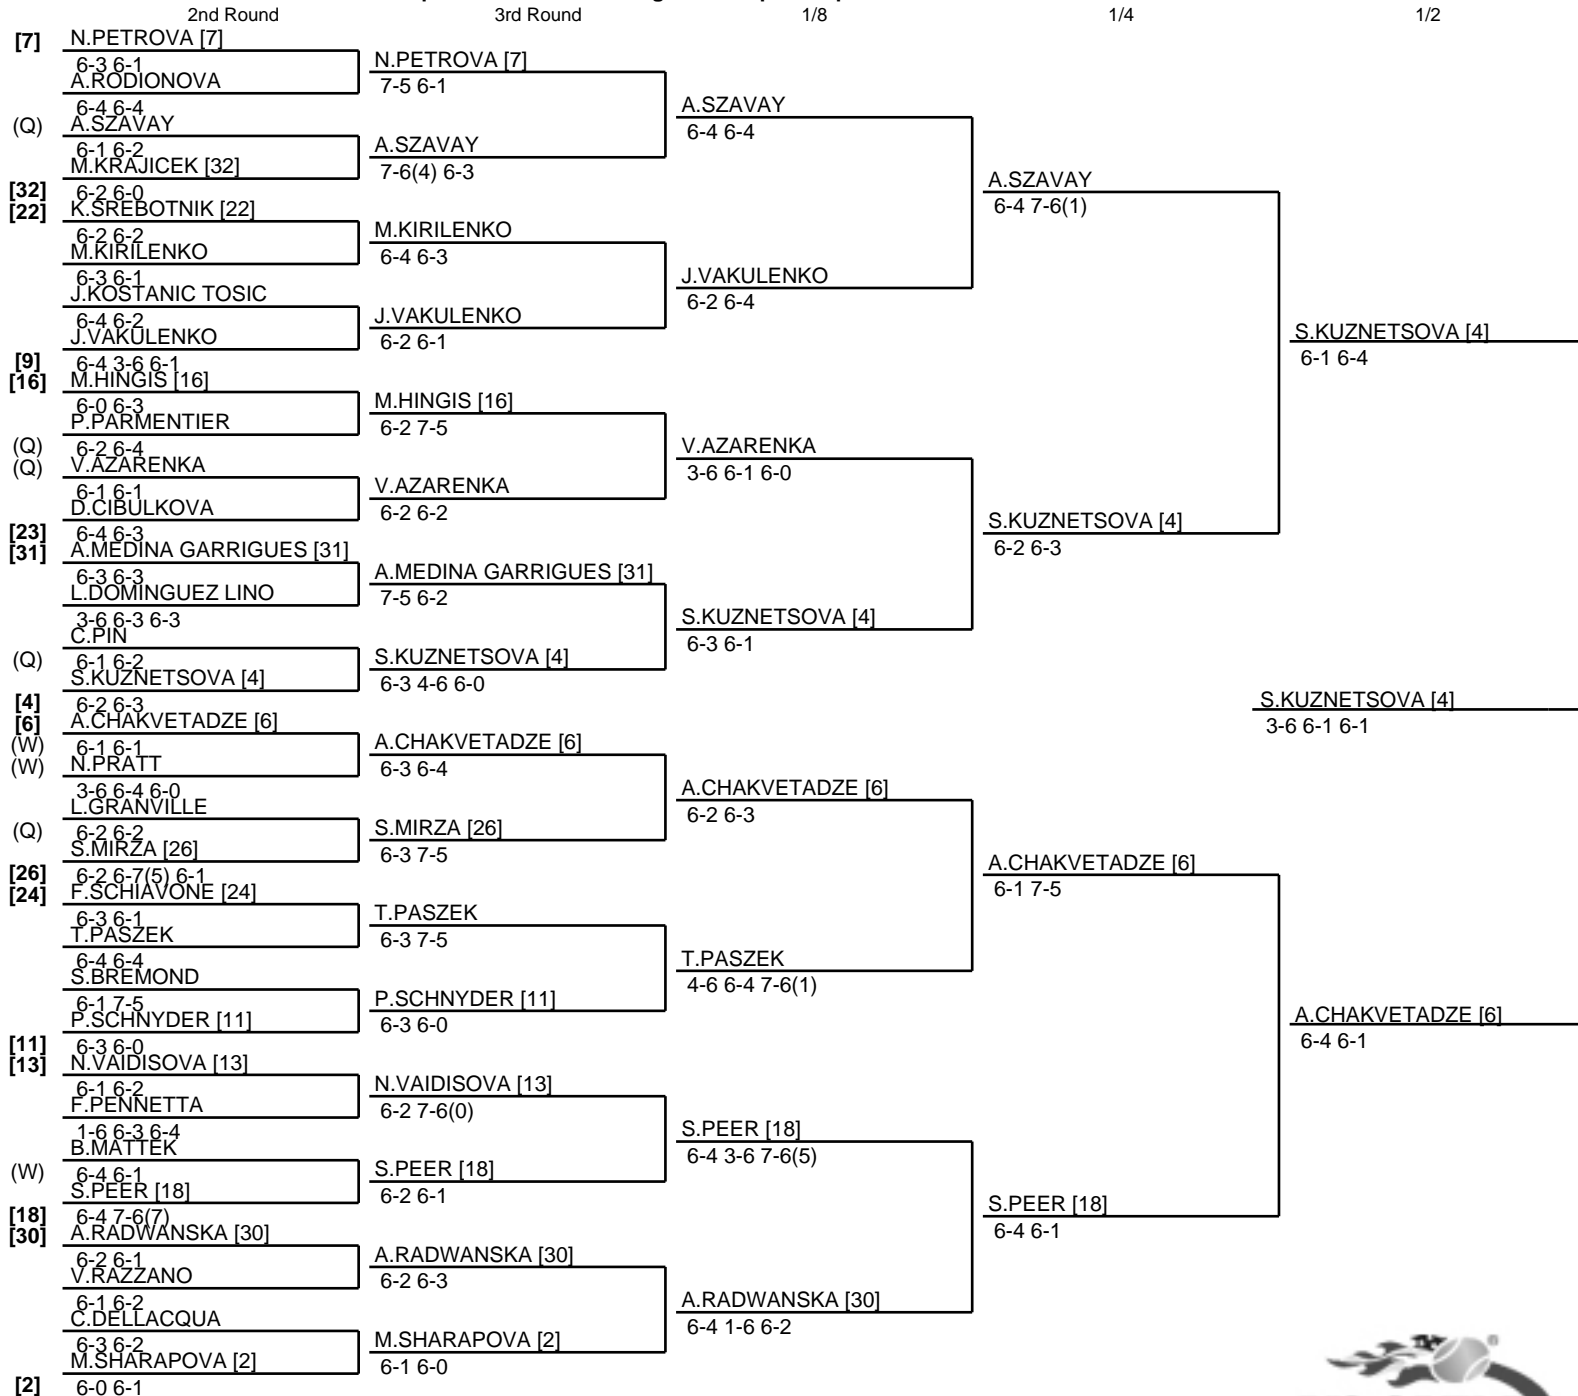 2nd Round 3rd Round 1/8 1/4 1/2
[7] N.PETROVA [7]
6-3 6-1
A.RODIONOVA
6-4 6-4
(Q) A.SZAVAY
6-1 6-2
M.KRAJICEK [32]
[32] 6-2 6-0
[22] K.SREBOTNIK [22]
6-2 6-2
M.KIRILENKO
6-3 6-1
J.KOSTANIC TOSIC
6-4 6-2
J.VAKULENKO
[9] 6-4 3-6 6-1
[16] M.HINGIS [16]
6-0 6-3
P.PARMENTIER
(Q) 6-2 6-4
(Q) V.AZARENKA
6-1 6-1
D.CIBULKOVA
[23] 6-4 6-3
[31] A.MEDINA GARRIGUES [31]
6-3 6-3
L.DOMINGUEZ LINO
3-6 6-3 6-3
C.PIN
(Q) 6-1 6-2
S.KUZNETSOVA [4]
[4] 6-2 6-3
[6] A.CHAKVETADZE [6]
(W) 6-1 6-1
(W) N.PRATT
3-6 6-4 6-0
L.GRANVILLE
(Q) 6-2 6-2
S.MIRZA [26]
[26] 6-2 6-7(5) 6-1
[24] F.SCHIAVONE [24]
6-3 6-1
T.PASZEK
6-4 6-4
S.BREMOND
6-1 7-5
P.SCHNYDER [11]
[11] 6-3 6-0
[13] N.VAIDISOVA [13]
6-1 6-2
F.PENNETTA
1-6 6-3 6-4
B.MATTEK
(W) 6-4 6-1
S.PEER [18]
[18] 6-4 7-6(7)
[30] A.RADWANSKA [30]
6-2 6-1
V.RAZZANO
6-1 6-2
C.DELLACQUA
6-3 6-2
M.SHARAPOVA [2]
[2] 6-0 6-1
N.PETROVA [7]
7-5 6-1
A.SZAVAY
7-6(4) 6-3
M.KIRILENKO
6-4 6-3
J.VAKULENKO
6-2 6-1
M.HINGIS [16]
6-2 7-5
V.AZARENKA
6-2 6-2
A.MEDINA GARRIGUES [31]
7-5 6-2
S.KUZNETSOVA [4]
6-3 4-6 6-0
A.CHAKVETADZE [6]
6-3 6-4
S.MIRZA [26]
6-3 7-5
T.PASZEK
6-3 7-5
P.SCHNYDER [11]
6-3 6-0
N.VAIDISOVA [13]
6-2 7-6(0)
S.PEER [18]
6-2 6-1
A.RADWANSKA [30]
6-2 6-3
M.SHARAPOVA [2]
6-1 6-0
A.SZAVAY
6-4 6-4
J.VAKULENKO
6-2 6-4
V.AZARENKA
3-6 6-1 6-0
S.KUZNETSOVA [4]
6-3 6-1
A.CHAKVETADZE [6]
6-2 6-3
T.PASZEK
4-6 6-4 7-6(1)
S.PEER [18]
6-4 3-6 7-6(5)
A.RADWANSKA [30]
6-4 1-6 6-2
A.SZAVAY
6-4 7-6(1)
S.KUZNETSOVA [4]
6-2 6-3
A.CHAKVETADZE [6]
6-1 7-5
S.PEER [18]
6-4 6-1
S.KUZNETSOVA [4]
6-1 6-4
A.CHAKVETADZE [6]
6-4 6-1
S.KUZNETSOVA [4]
3-6 6-1 6-1